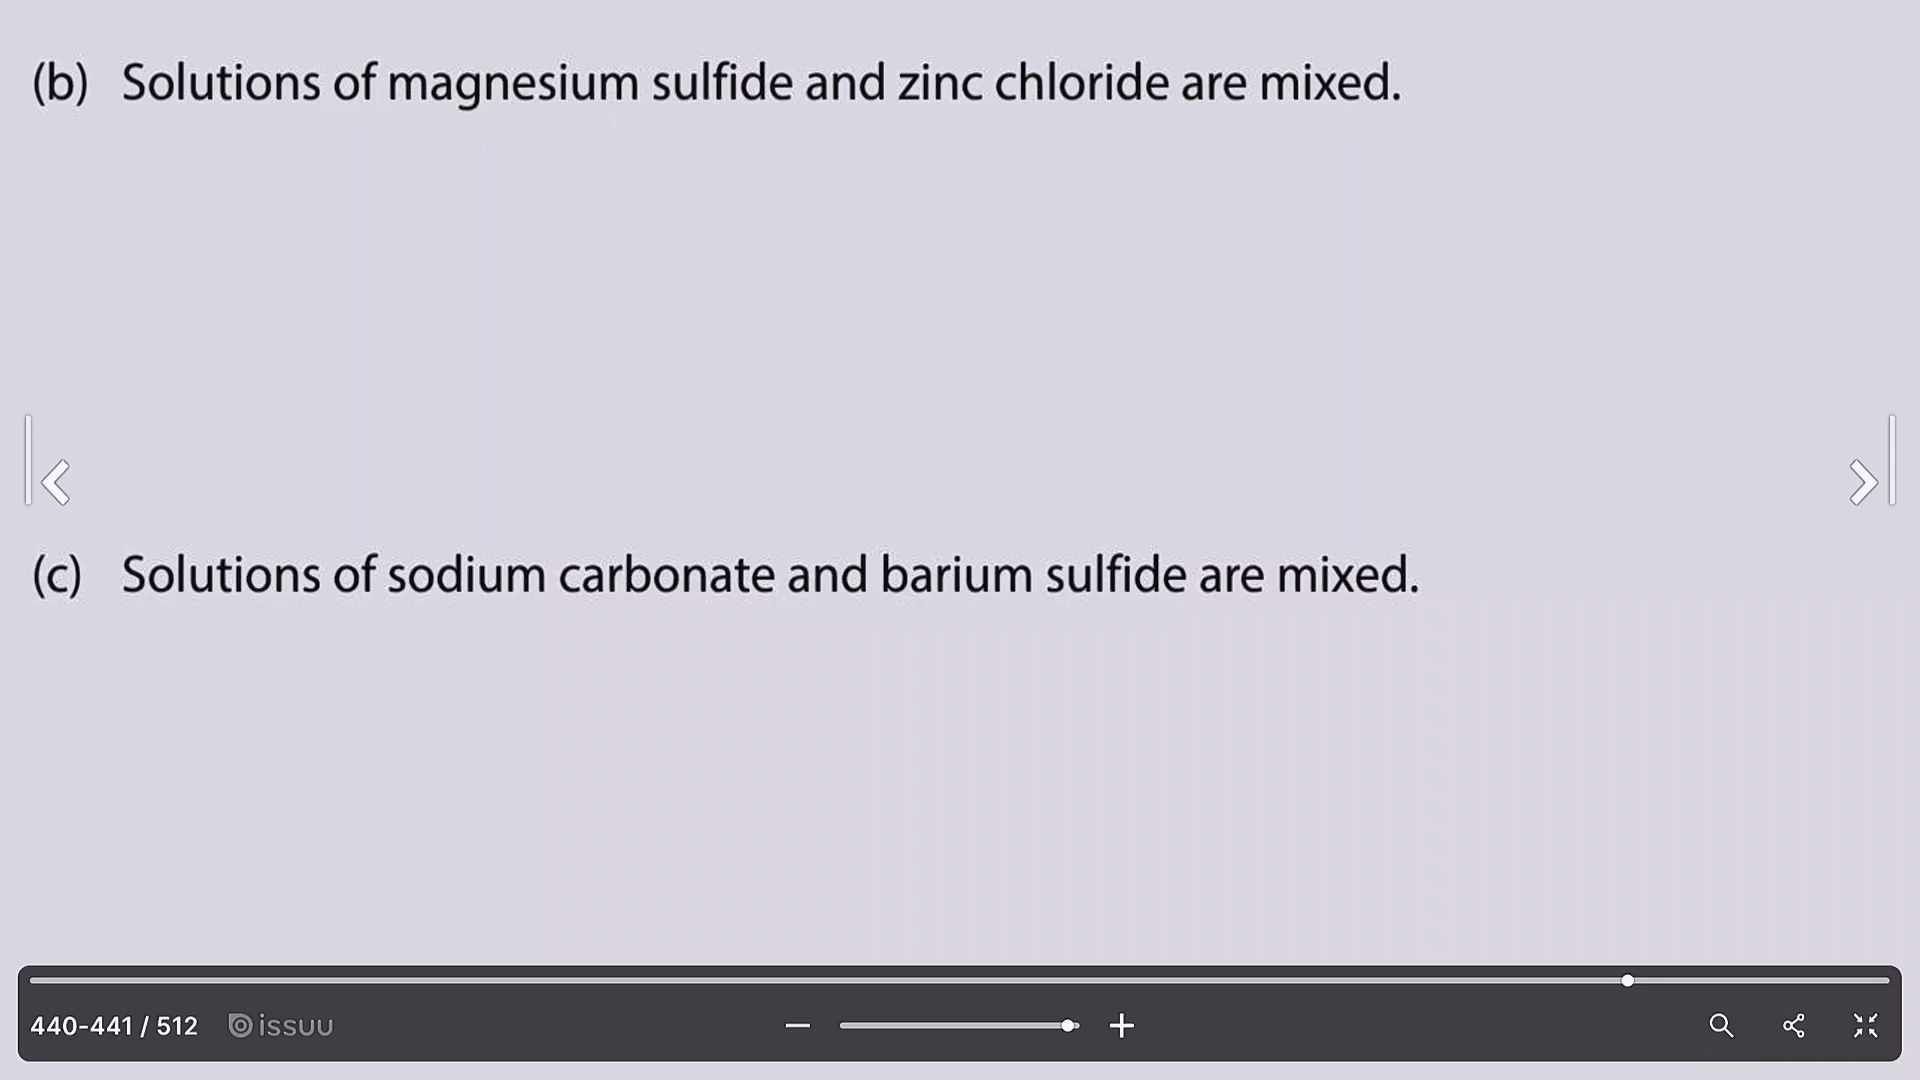 (b) Solutions of magnesium sulfide and zinc chloride are mixed.
(c) Solutions of sodium carbonate and barium sulfide are mixed.
440-441 / 512 issuu